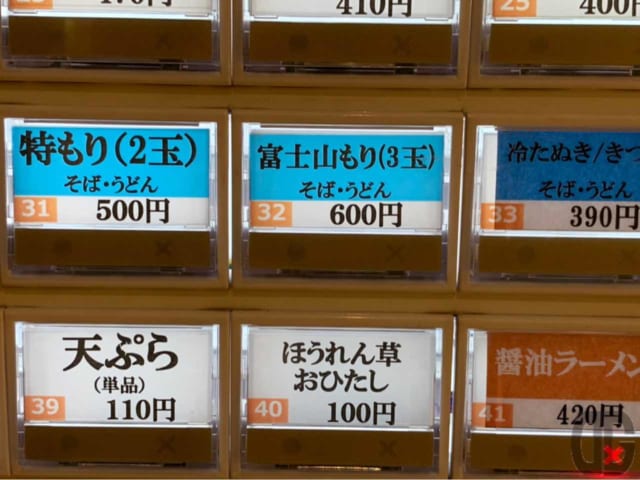 410円
25
400
特もり(2玉)
そば・うどん
31
500円
富士山もり(3玉)
そば・うどん
32
600円
冷たぬき/きつ
そば・うどん
33
390円
天ぷら
(単品)
39
110円
ほうれん草
おひたし
40
100円
醤油ラーメン
41
420円